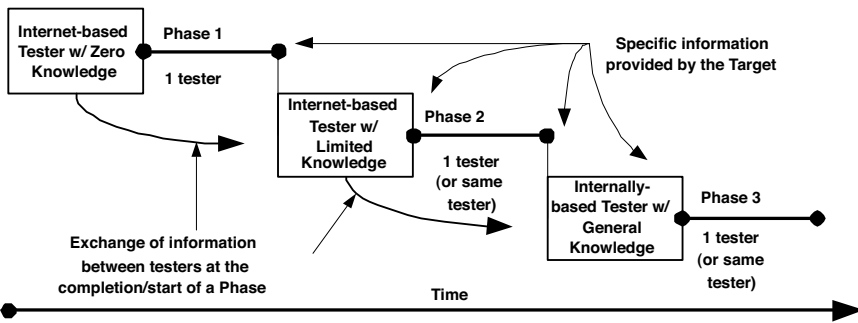 Internet-based
Tester w/ Zero
Knowledge
Phase 1
1 tester
Specific information
provided by the Target
Internet-based
Tester w/
Limited
Knowledge
Phase 2
1 tester
(or same
tester)
Internally-
based Tester w/
General
Knowledge
Phase 3
1 tester
(or same
tester)
Exchange of information
between testers at the
completion/start of a Phase
Time